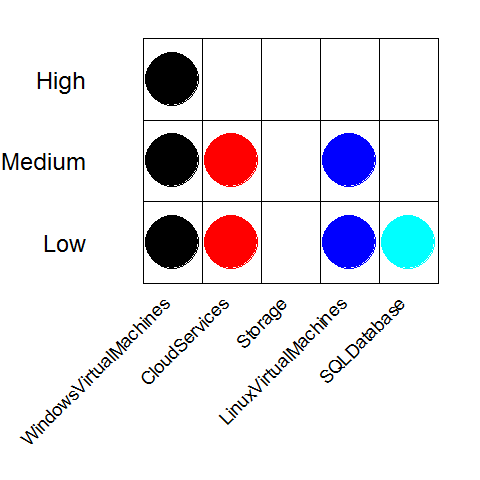 High
Medium
Low
WindowsVirtualMachines
CloudServices
Storage
LinuxVirtualMachines
SQLDatabase